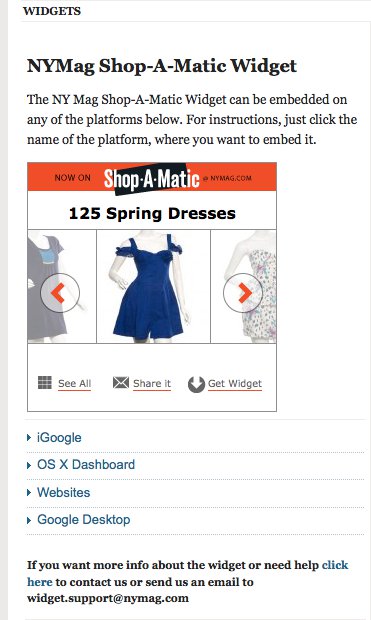 WIDGETS
NYMag Shop-A-Matic Widget
The NY Mag Shop-A-Matic Widget can be embedded on
any of the platforms below. For instructions, just click the
name of the platform, where you want to embed it.
NOW ON Shop·A·Matic @ NYMAG.COM
125 Spring Dresses
See All Share it Get Widget
iGoogle
OS X Dashboard
Websites
Google Desktop
If you want more info about the widget or need help click
here to contact us or send us an email to
widget.support@nymag.com